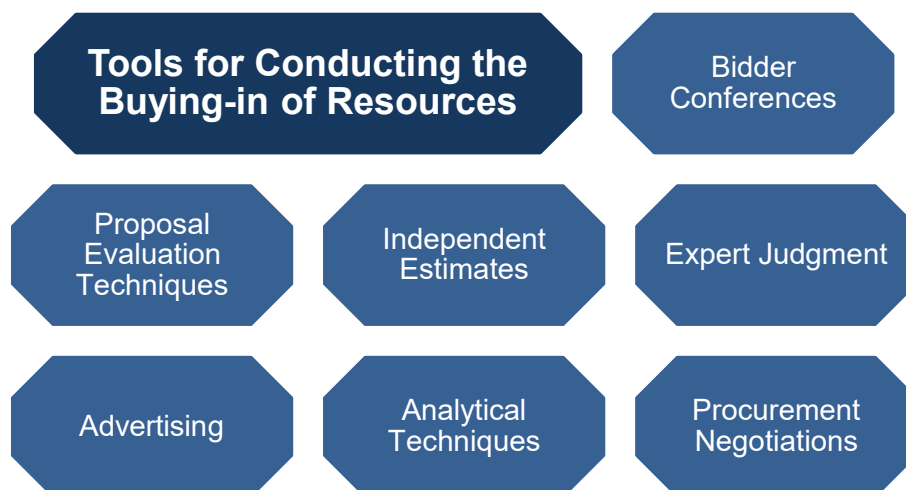 Tools for Conducting the
Buying-in of Resources
Bidder
Conferences
Proposal
Evaluation
Techniques
Independent
Estimates
Expert Judgment
Advertising
Analytical
Techniques
Procurement
Negotiations